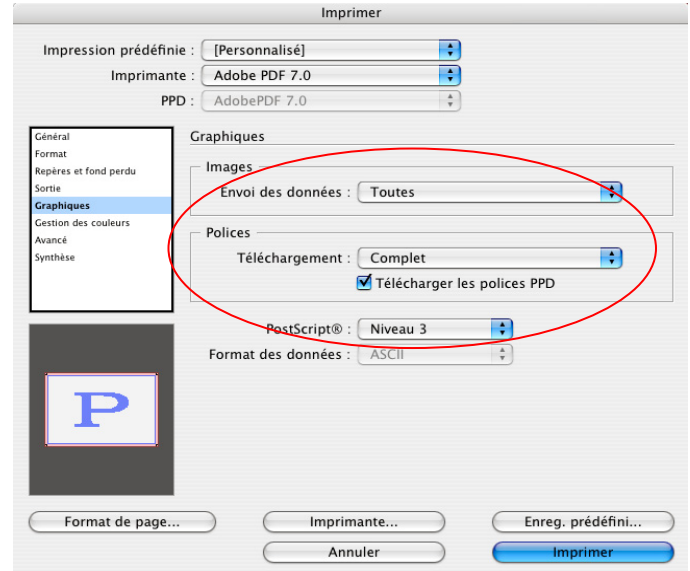 Imprimer
Impression prédéfinie : [Personnalisé]
Imprimante : Adobe PDF 7.0
PPD : AdobePDF 7.0
Général
Format
Repères et fond perdu
Sortie
Graphiques
Gestion des couleurs
Avancé
Synthèse
Graphiques
Images
Envoi des données : Toutes
Polices
Téléchargement : Complet
Télécharger les polices PPD
PostScript® : Niveau 3
Format des données : ASCII
P
Format de page...
Imprimante...
Enreg. prédéfini...
Annuler
Imprimer